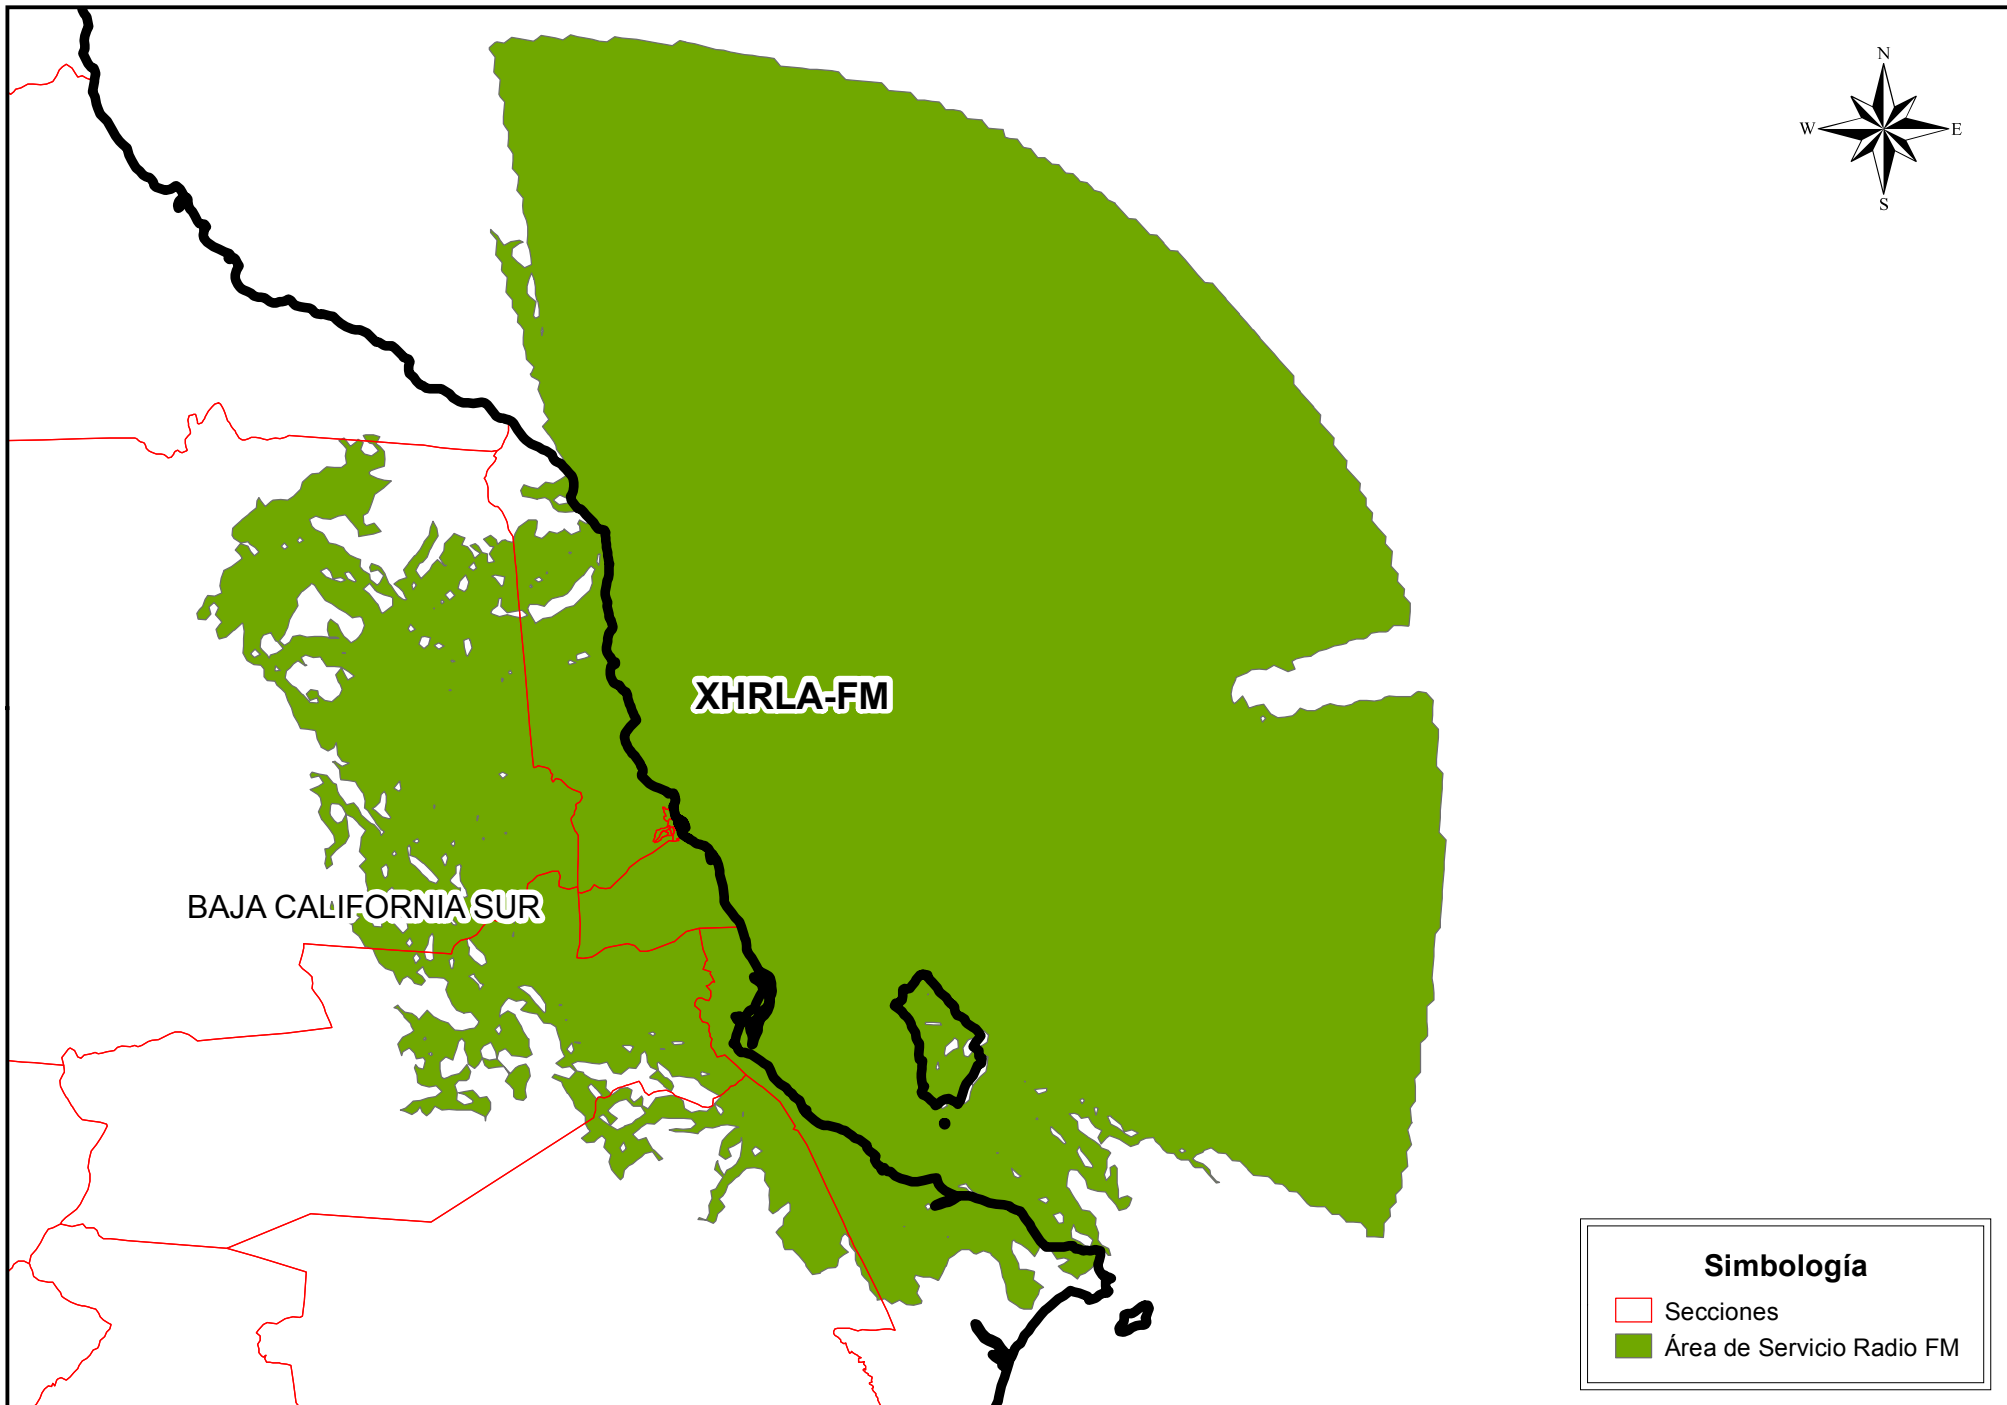 N
W E
S
XHRLA-FM
BAJA CALIFORNIA SUR
Simbología
Secciones
Área de Servicio Radio FM